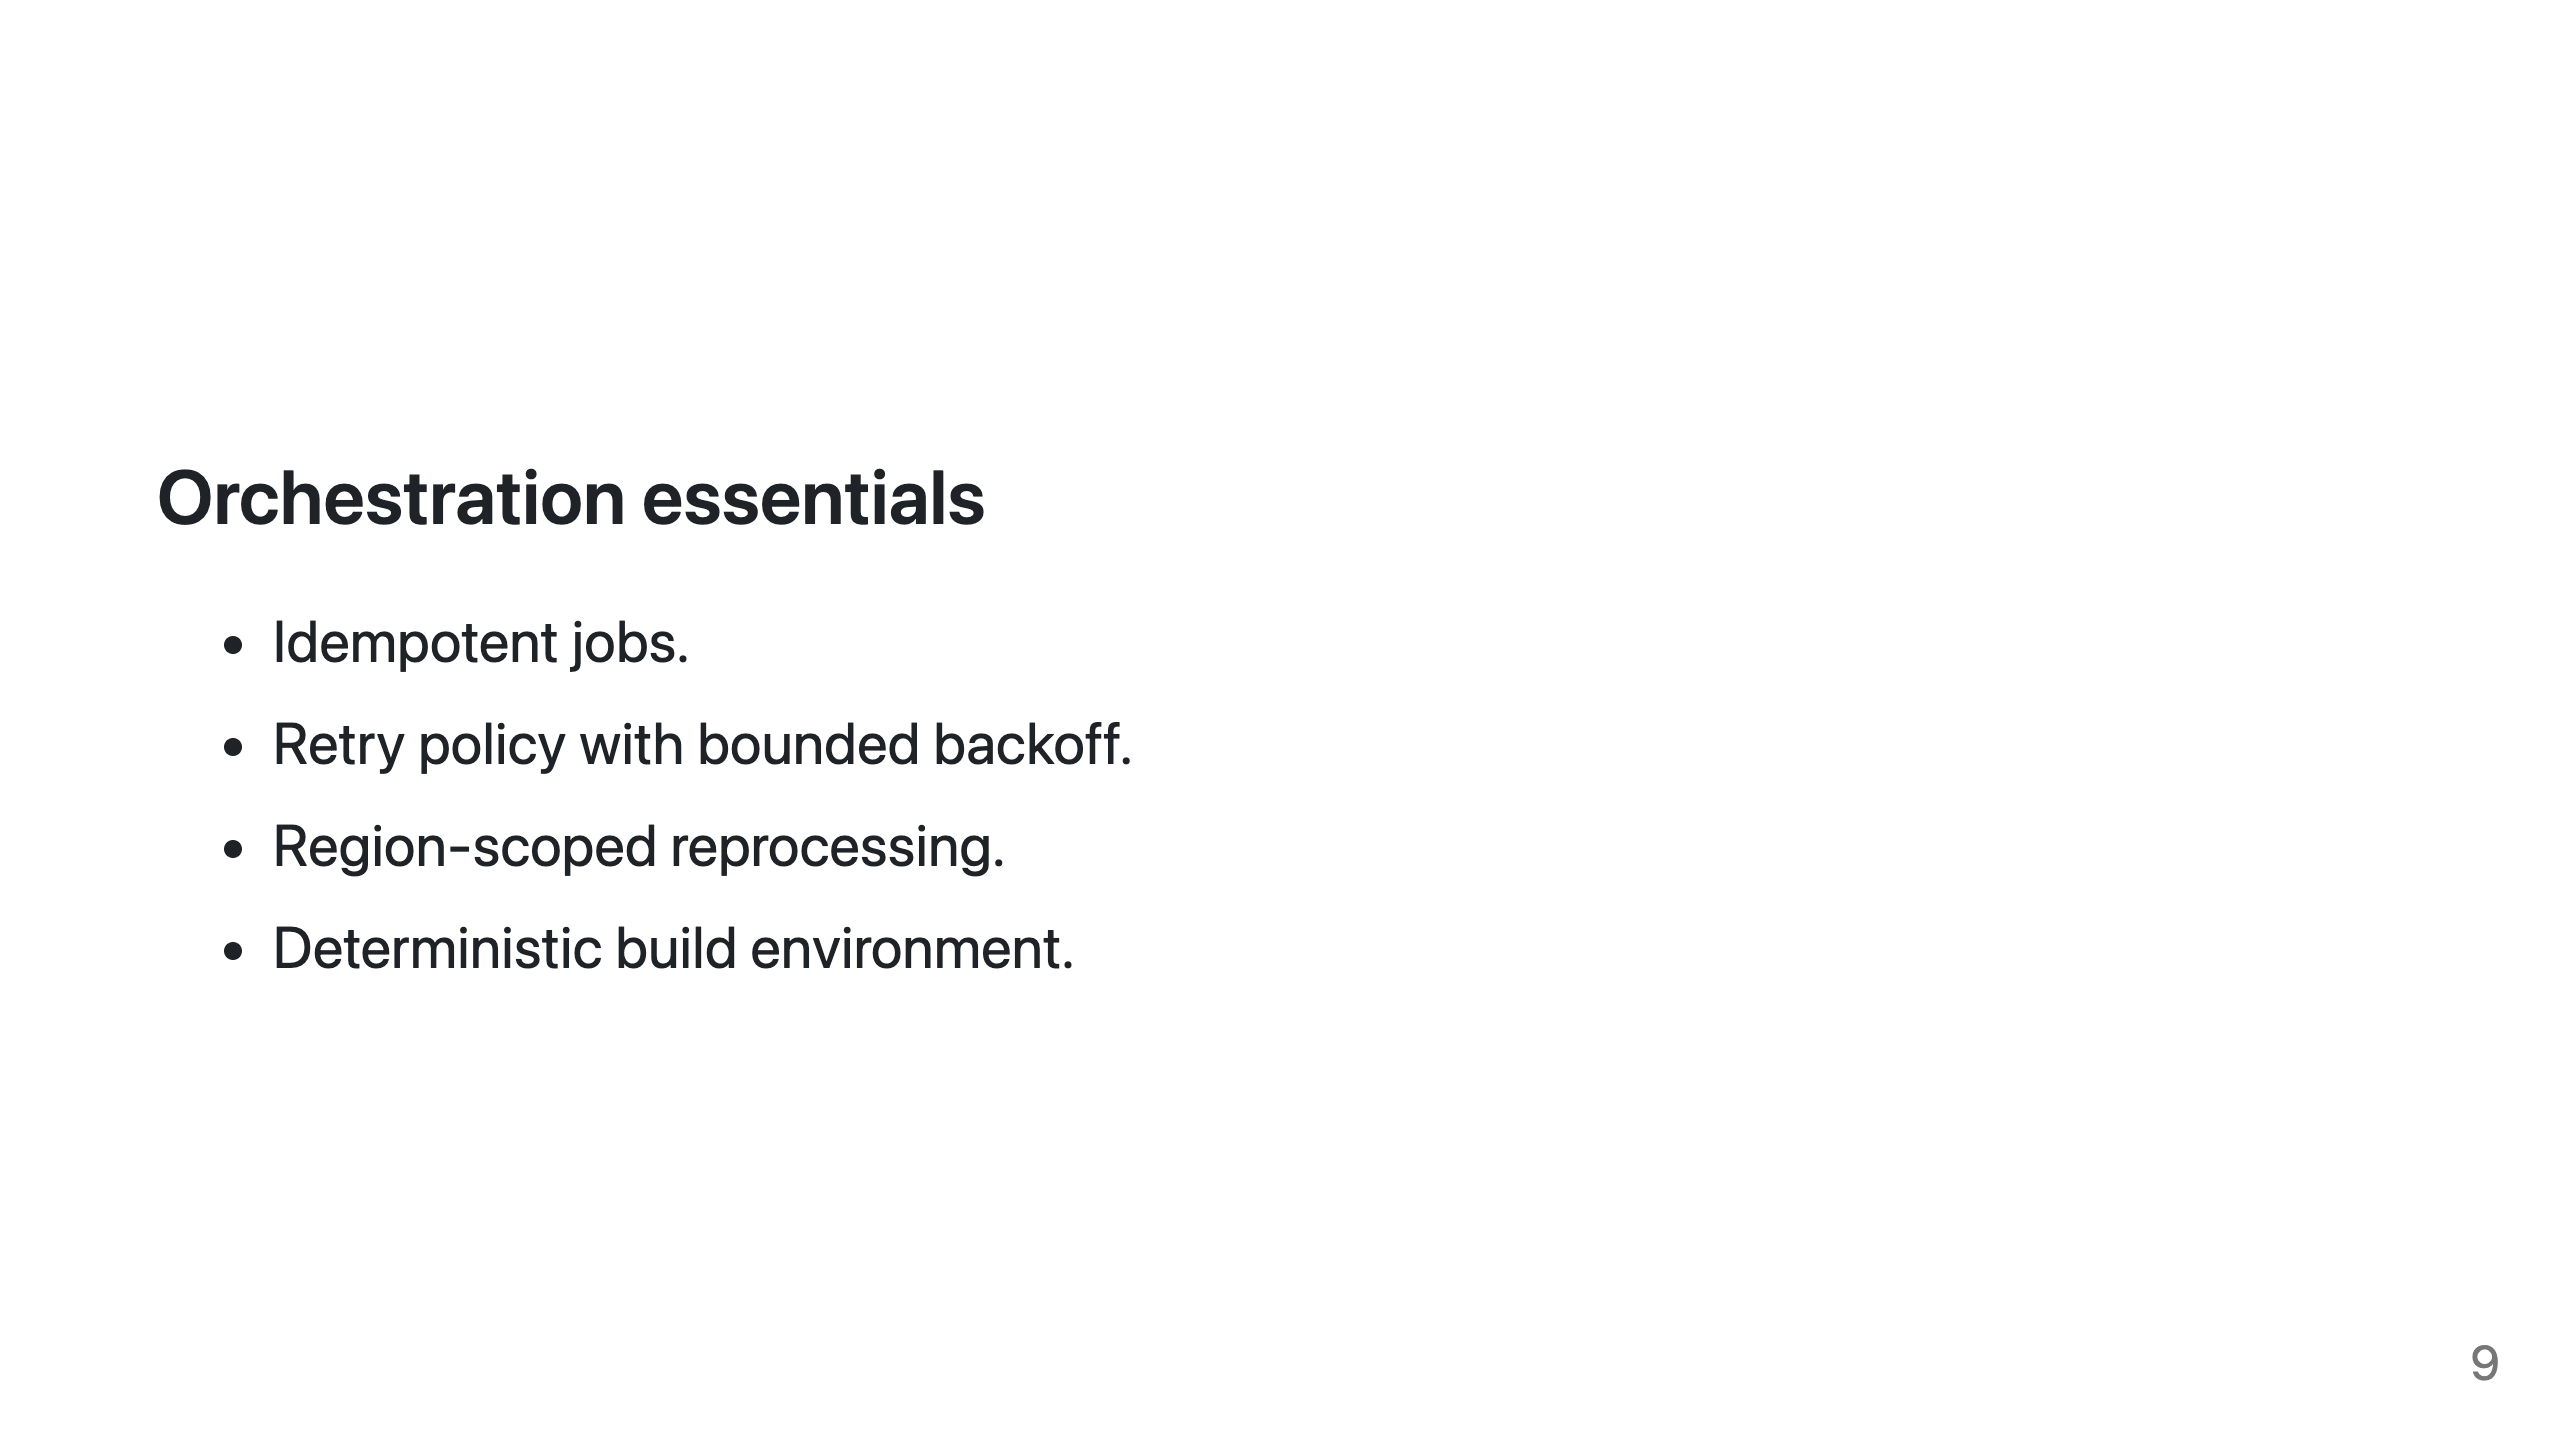 Orchestration essentials
Idempotent jobs.
Retry policy with bounded backoff.
Region-scoped reprocessing.
Deterministic build environment.
9